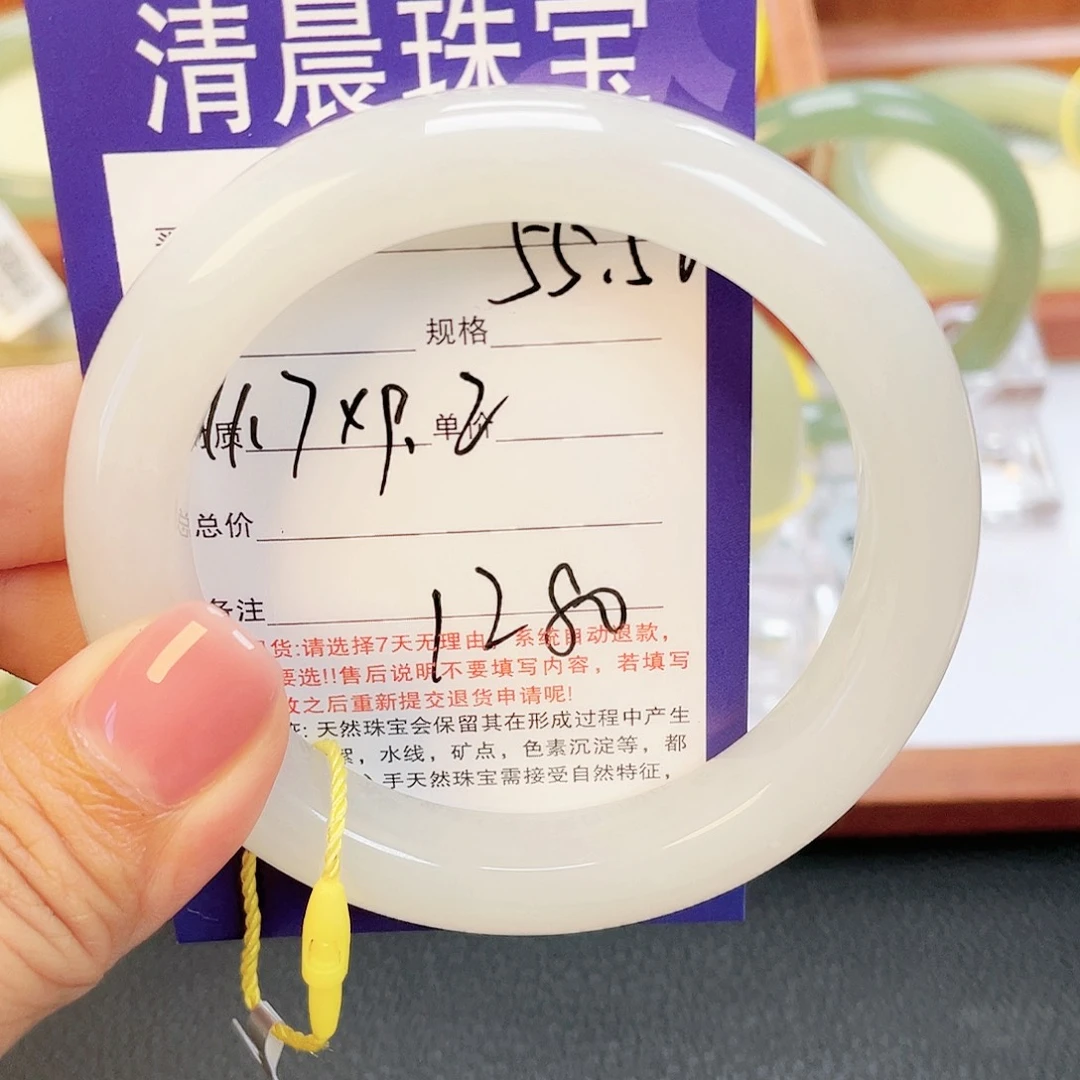 清晨珠宝
55.5
规格
11.7×9.2 质 单价
总价
备注
1280
货:请选择7天无理由，系统自动退款，
要选!!售后说明不要填写内容，若填写
之后重新提交退货申请呢!
: 天然珠宝会保留其在形成过程中产生
絮，水线，矿点，色素沉淀等，都
手天然珠宝需接受自然特征，